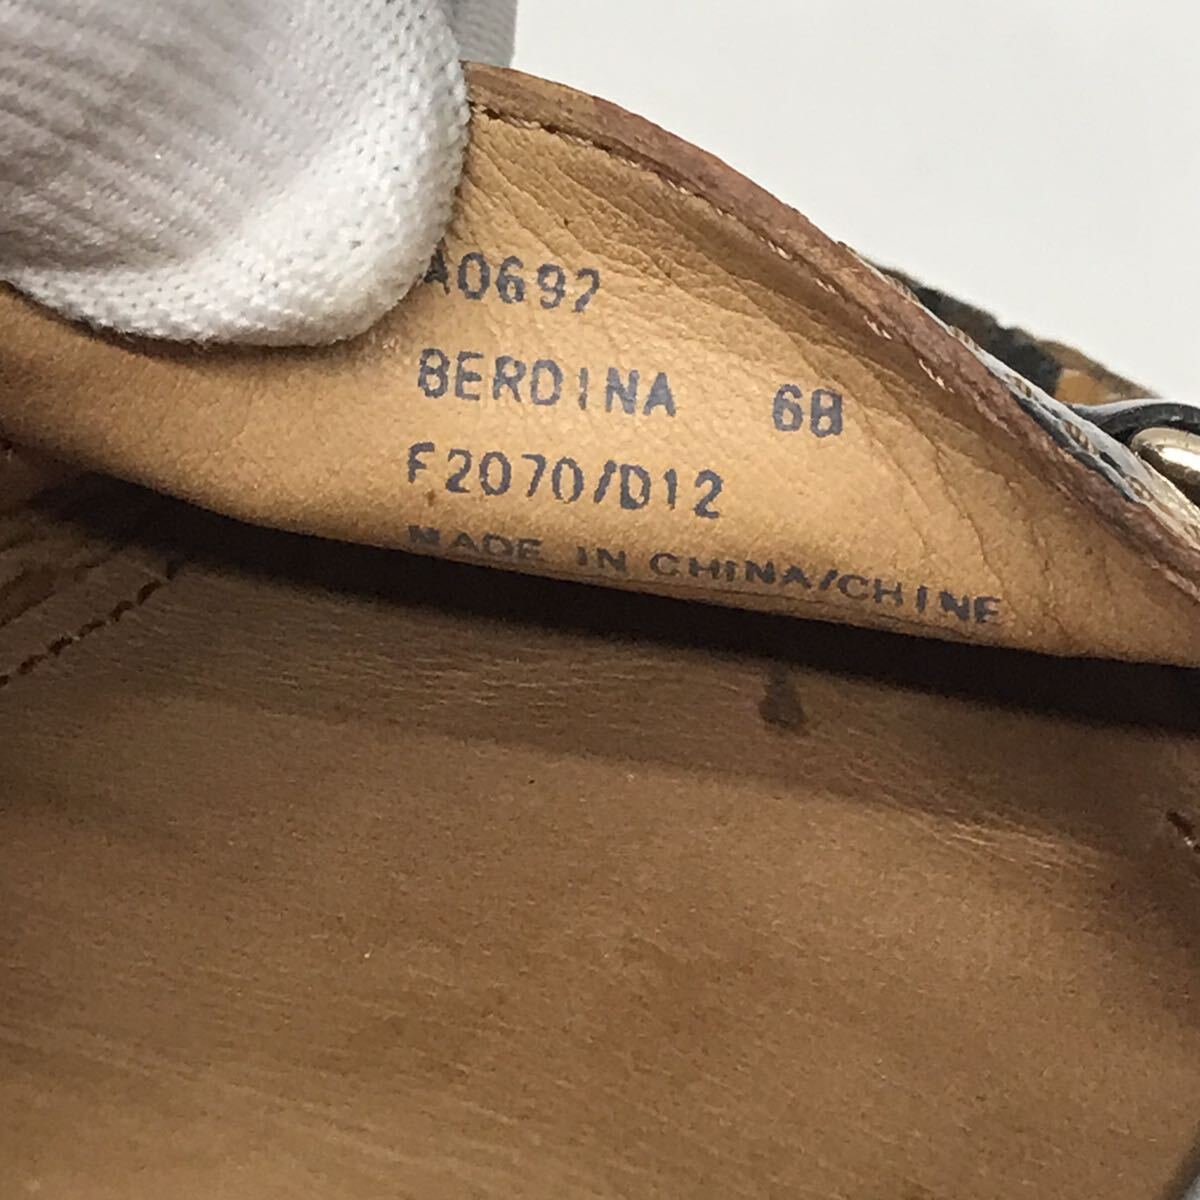 A0692
BERDINA 6B
F2070/D12
MADE IN CHINA/CHINE